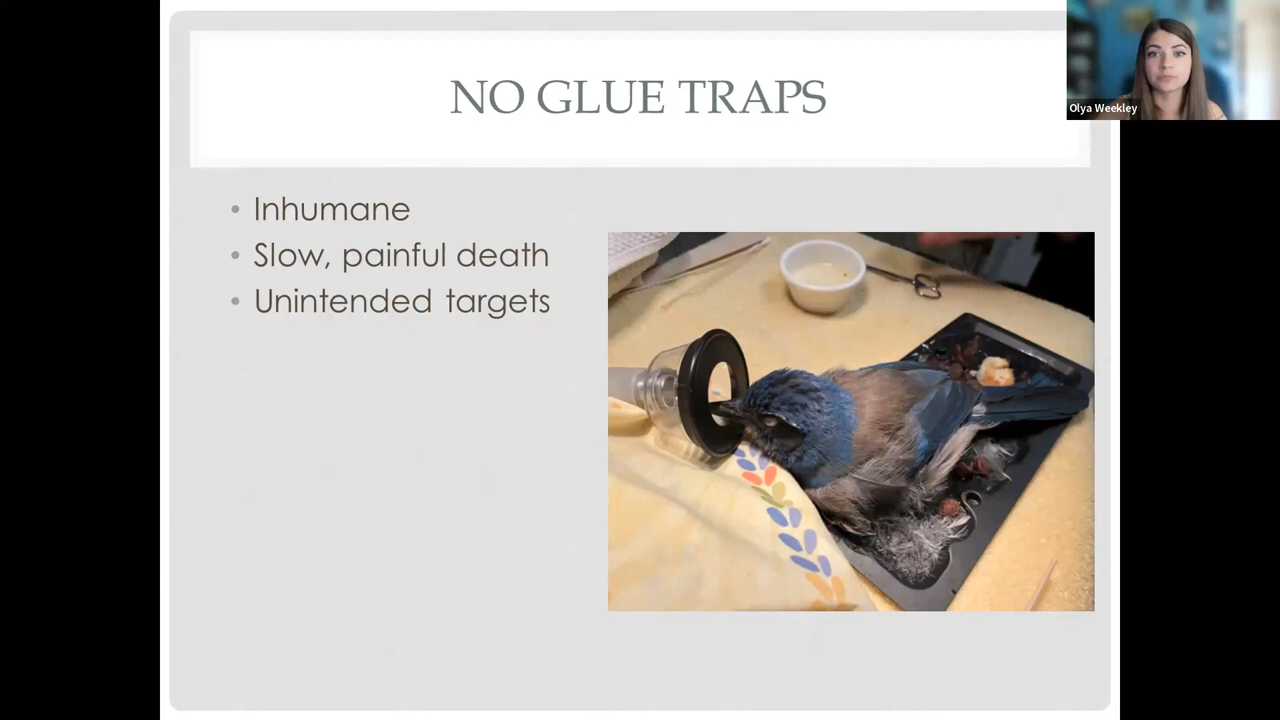 NO GLUE TRAPS
Olya Weekley
• Inhumane
• Slow, painful death
• Unintended targets